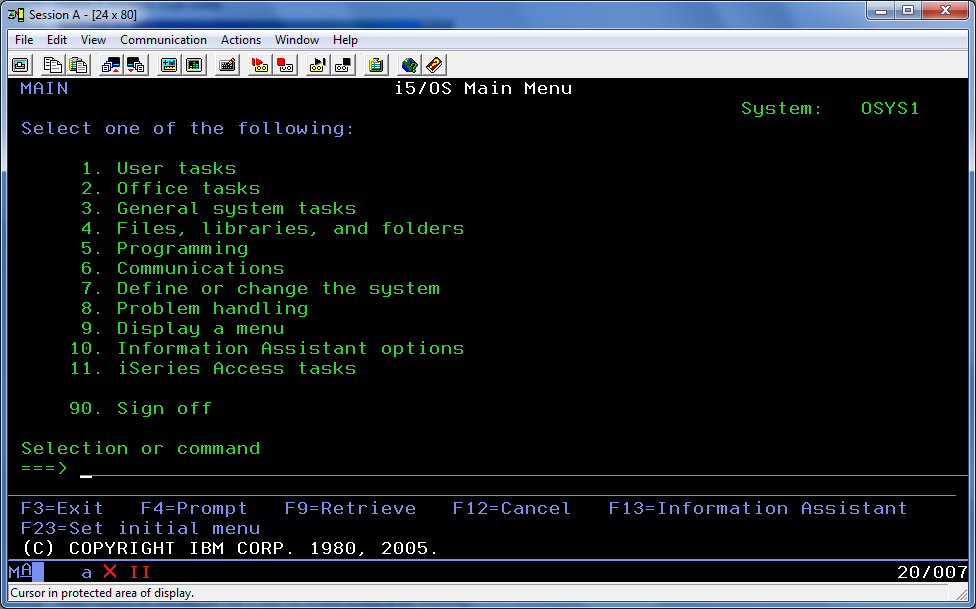 Session A - [24 x 80]
File Edit View Communication Actions Window Help
MAIN i5/OS Main Menu
System: OSYS1
Select one of the following:
1. User tasks
2. Office tasks
3. General system tasks
4. Files, libraries, and folders
5. Programming
6. Communications
7. Define or change the system
8. Problem handling
9. Display a menu
10. Information Assistant options
11. iSeries Access tasks
90. Sign off
Selection or command
===>
F3=Exit F4=Prompt F9=Retrieve F12=Cancel F13=Information Assistant
F23=Set initial menu
(C) COPYRIGHT IBM CORP. 1980, 2005.
MA a X II 20/007
Cursor in protected area of display.